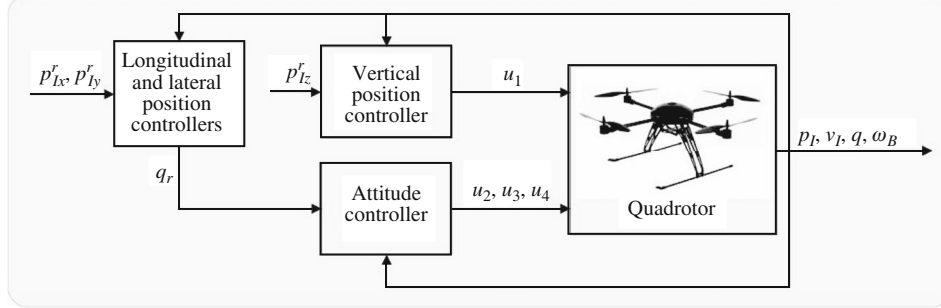 p^r_{Ix}, p^r_{Iy}
Longitudinal
and lateral
position
controllers
p^r_{Iz}
Vertical
position
controller
u_1
q_r
Attitude
controller
u_2, u_3, u_4
Quadrotor
p_I, v_I, q, ω_B